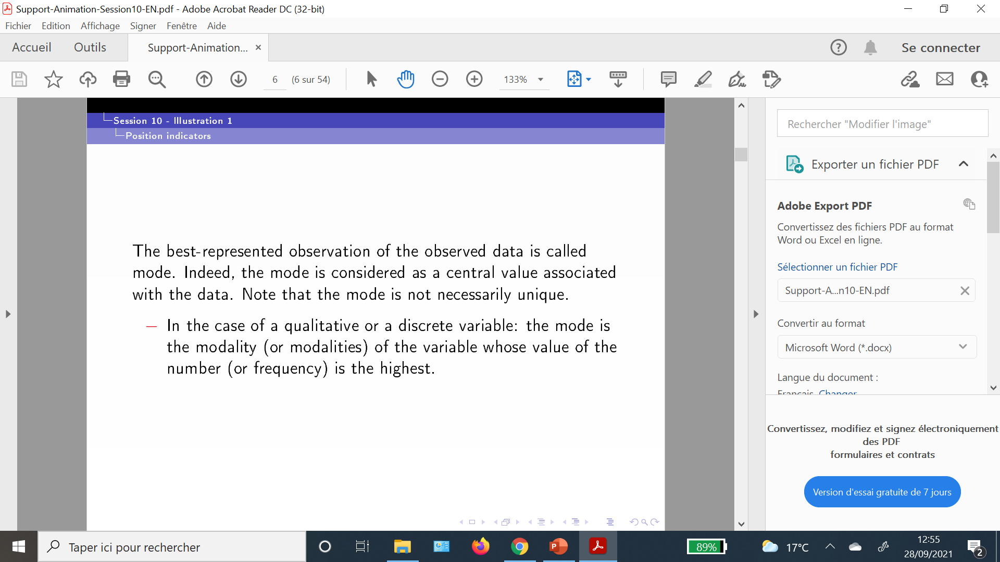 Support-Animation-Session10-EN.pdf - Adobe Acrobat Reader DC (32-bit)
Fichier Edition Affichage Signer Fenêtre Aide
Accueil Outils Support-Animation... × Se connecter
6 (6 sur 54) 133%
Session 10 - Illustration 1
Position indicators
The best-represented observation of the observed data is called
mode. Indeed, the mode is considered as a central value associated
with the data. Note that the mode is not necessarily unique.
— In the case of a qualitative or a discrete variable: the mode is
the modality (or modalities) of the variable whose value of the
number (or frequency) is the highest.
Rechercher "Modifier l'image"
Exporter un fichier PDF
Adobe Export PDF
Convertissez des fichiers PDF au format
Word ou Excel en ligne.
Sélectionner un fichier PDF
Support-A...n10-EN.pdf
Convertir au format
Microsoft Word (*.docx)
Langue du document :
Français Changer
Convertissez, modifiez et signez électroniquement
des PDF
formulaires et contrats
Version d'essai gratuite de 7 jours
Taper ici pour rechercher
89%
17°C
12:55
28/09/2021
2